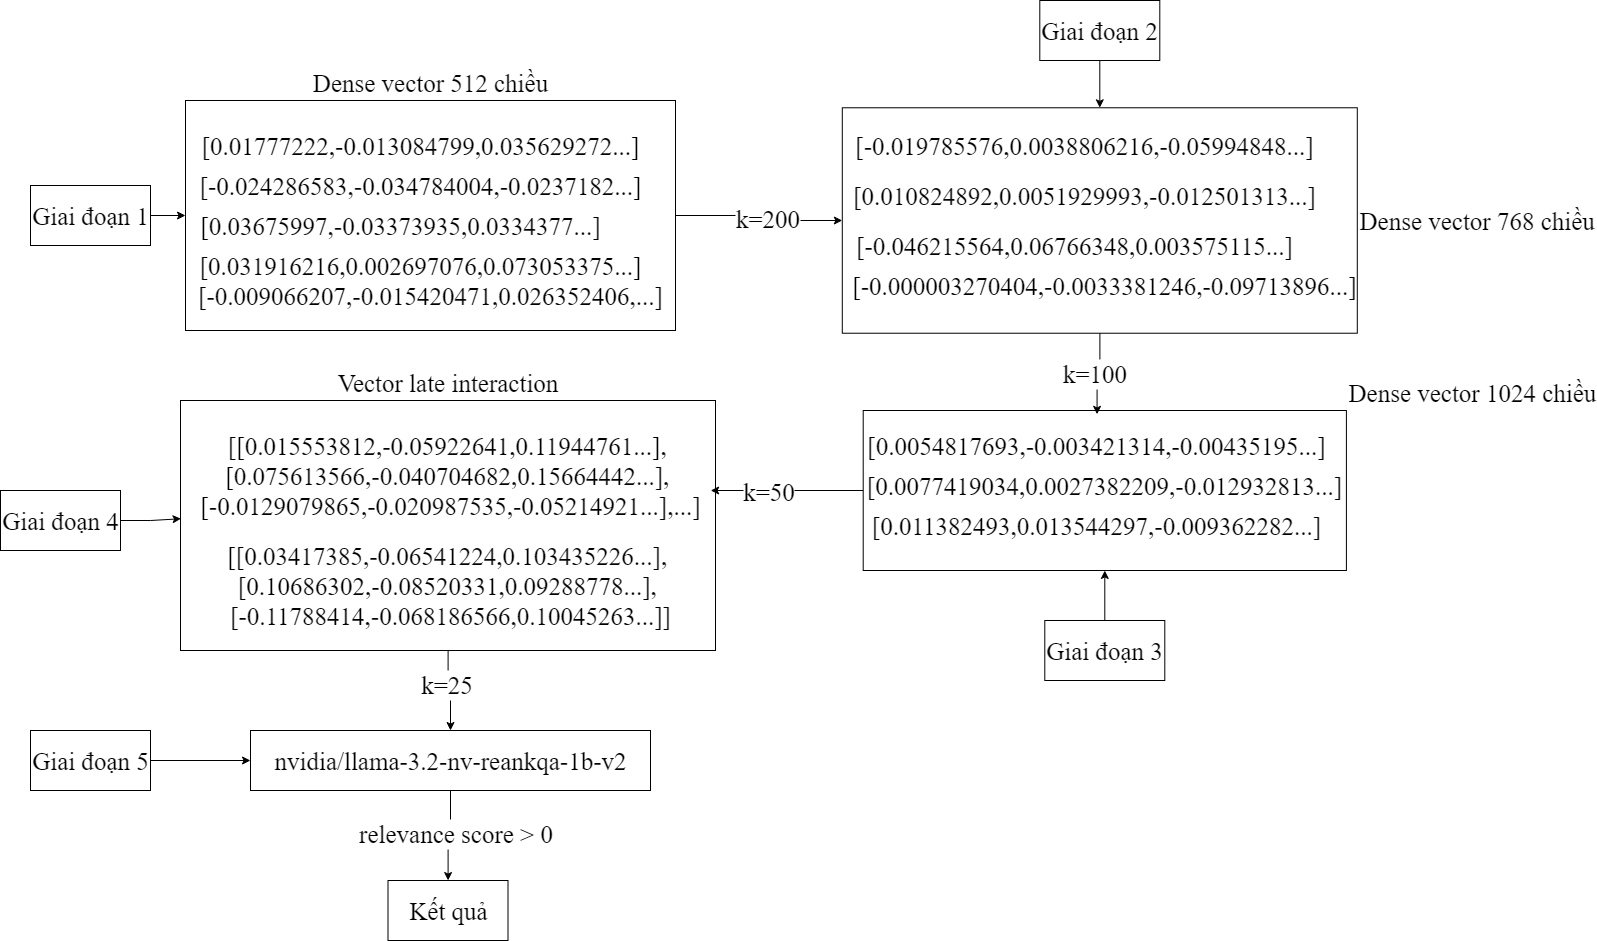 Giai đoạn 1
Dense vector 512 chiều
[0.01777222,-0.013084799,0.035629272...]
[-0.024286583,-0.034784004,-0.0237182...]
[0.03675997,-0.03373935,0.0334377...]
[0.031916216,0.002697076,0.073053375...]
[-0.009066207,-0.015420471,0.026352406,...]
k=200
Giai đoạn 2
[-0.019785576,0.0038806216,-0.05994848...]
[0.010824892,0.0051929993,-0.012501313...]
[-0.046215564,0.06766348,0.003575115...]
[-0.000003270404,-0.0033381246,-0.09713896...]
Dense vector 768 chiều
k=100
Dense vector 1024 chiều
[0.0054817693,-0.003421314,-0.00435195...]
[0.0077419034,0.0027382209,-0.012932813...]
[0.011382493,0.013544297,-0.009362282...]
Giai đoạn 3
k=50
Vector late interaction
[[0.015553812,-0.05922641,0.11944761...],
[0.075613566,-0.040704682,0.15664442...],
[-0.0129079865,-0.020987535,-0.05214921...],...]
[[0.03417385,-0.06541224,0.103435226...],
[0.10686302,-0.08520331,0.09288778...],
[-0.11788414,-0.068186566,0.10045263...]]
Giai đoạn 4
k=25
Giai đoạn 5
nvidia/llama-3.2-nv-reankqa-1b-v2
relevance score > 0
Kết quả